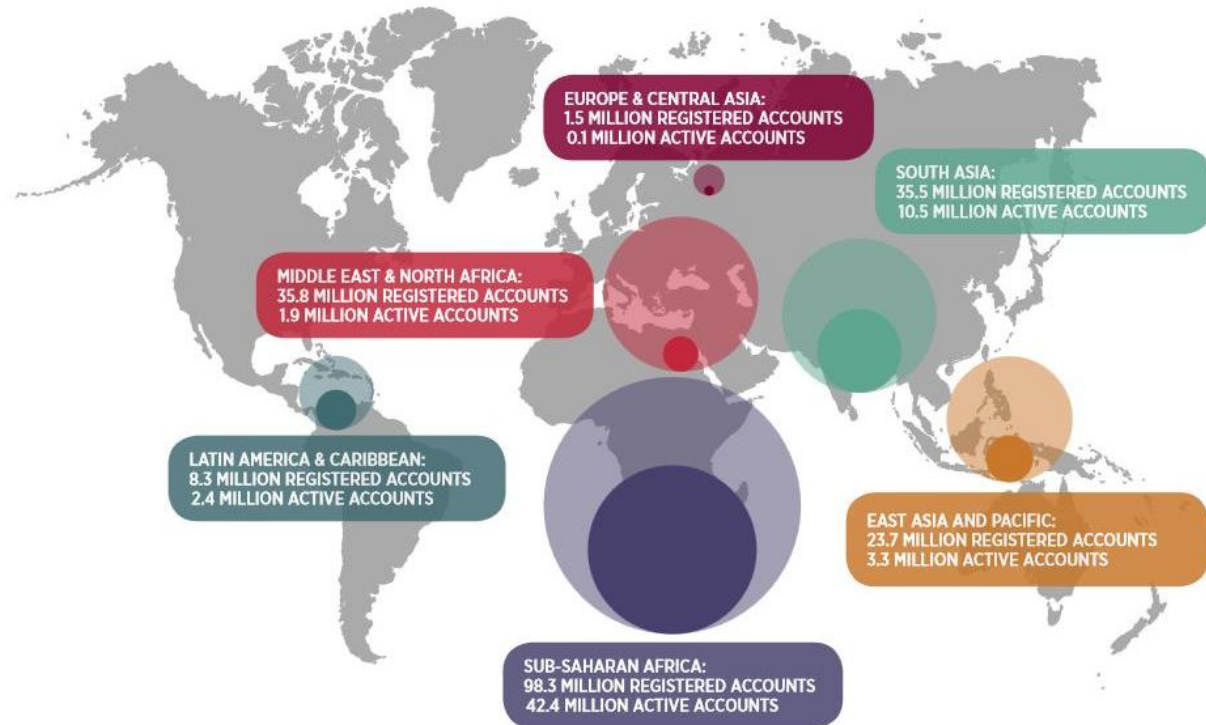 EUROPE & CENTRAL ASIA:
1.5 MILLION REGISTERED ACCOUNTS
0.1 MILLION ACTIVE ACCOUNTS
SOUTH ASIA:
35.5 MILLION REGISTERED ACCOUNTS
10.5 MILLION ACTIVE ACCOUNTS
MIDDLE EAST & NORTH AFRICA:
35.8 MILLION REGISTERED ACCOUNTS
1.9 MILLION ACTIVE ACCOUNTS
LATIN AMERICA & CARIBBEAN:
8.3 MILLION REGISTERED ACCOUNTS
2.4 MILLION ACTIVE ACCOUNTS
EAST ASIA AND PACIFIC:
23.7 MILLION REGISTERED ACCOUNTS
3.3 MILLION ACTIVE ACCOUNTS
SUB-SAHARAN AFRICA:
98.3 MILLION REGISTERED ACCOUNTS
42.4 MILLION ACTIVE ACCOUNTS